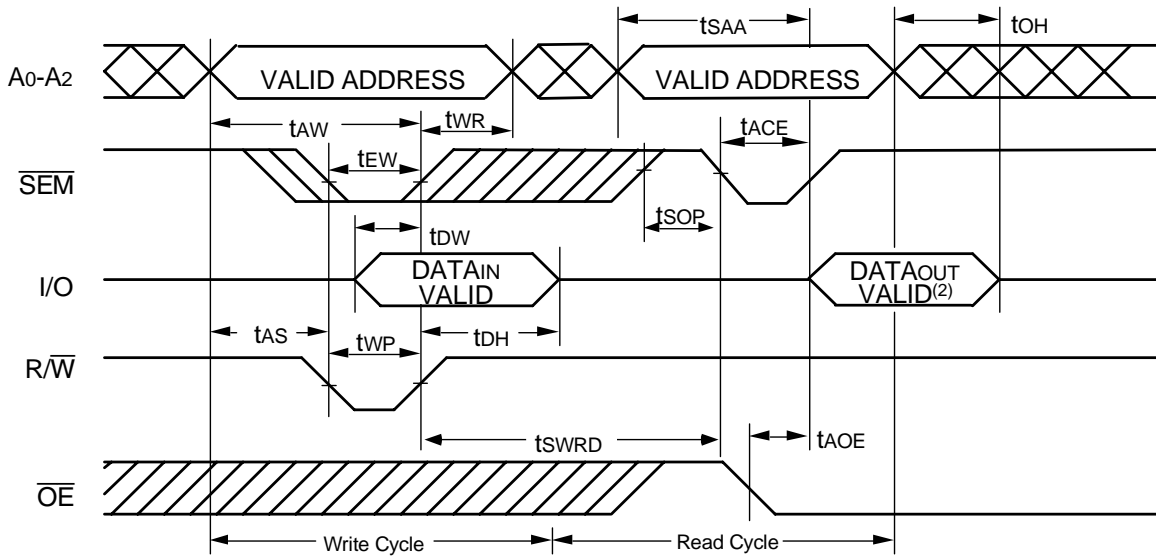 tSAA
tOH
A0-A2
VALID ADDRESS
VALID ADDRESS
tAW
tWR
tACE
tEW
SEM
tSOP
tDW
I/O
DATAIN
VALID
DATAOUT
VALID(2)
tAS
tWP
tDH
R/W
tSWRD
tAOE
OE
Write Cycle
Read Cycle